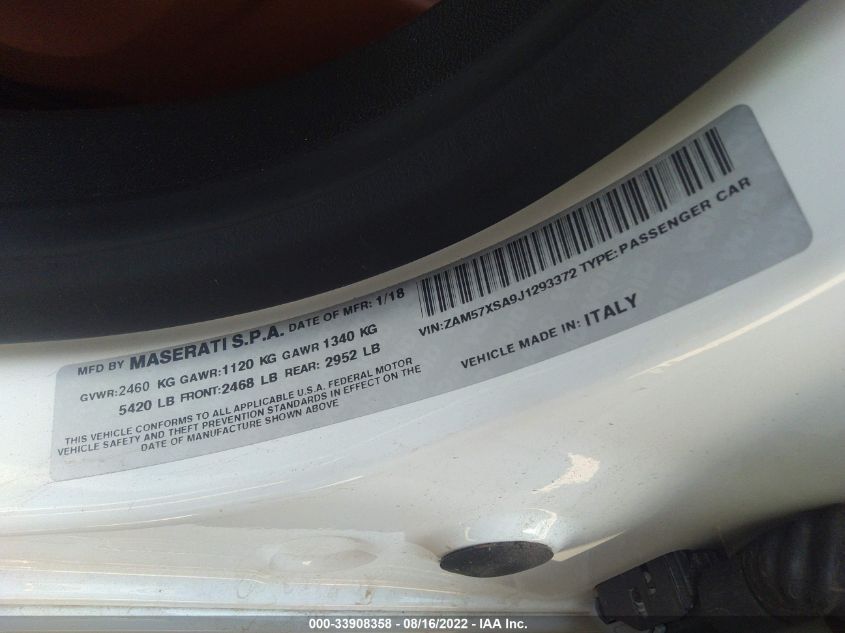 MFD BY MASERATI S.P.A. DATE OF MFR: 1/18
GVWR:2460 KG GAWR:1120 KG GAWR 1340 KG
5420 LB FRONT:2468 LB REAR: 2952 LB
THIS VEHICLE CONFORMS TO ALL APPLICABLE U.S.A. FEDERAL MOTOR
VEHICLE SAFETY AND THEFT PREVENTION STANDARDS IN EFFECT ON THE
DATE OF MANUFACTURE SHOWN ABOVE
VIN:ZAM57XSA9J1293372 TYPE:PASSENGER CAR
VEHICLE MADE IN: ITALY
000-33908358 - 08/16/2022 - IAA Inc.